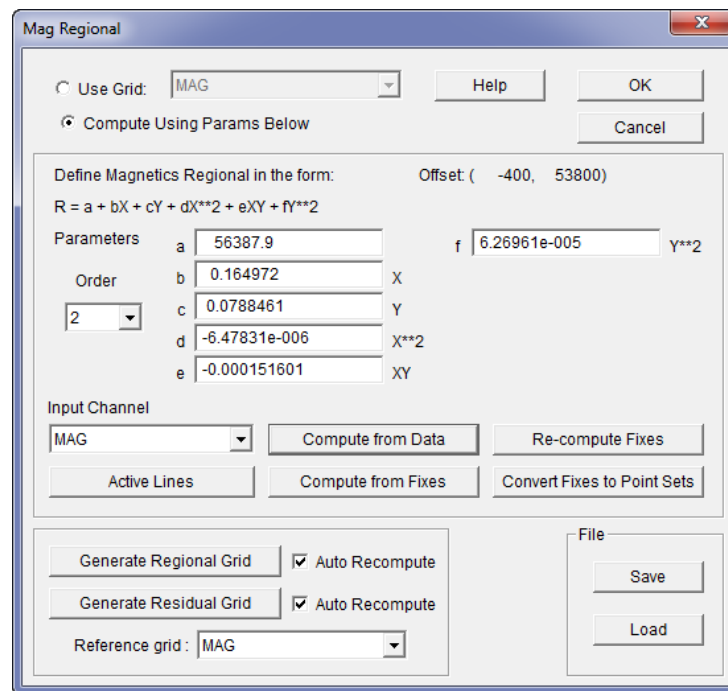 Mag Regional
Use Grid: MAG Help OK
Compute Using Params Below Cancel
Define Magnetics Regional in the form: Offset: ( -400, 53800)
R = a + bX + cY + dX**2 + eXY + fY**2
Parameters a 56387.9 f 6.26961e-005 Y**2
Order b 0.164972 X
2 c 0.0788461 Y
d -6.47831e-006 X**2
e -0.000151601 XY
Input Channel
MAG Compute from Data Re-compute Fixes
Active Lines Compute from Fixes Convert Fixes to Point Sets
File
Generate Regional Grid Auto Recompute Save
Generate Residual Grid Auto Recompute
Reference grid : MAG Load